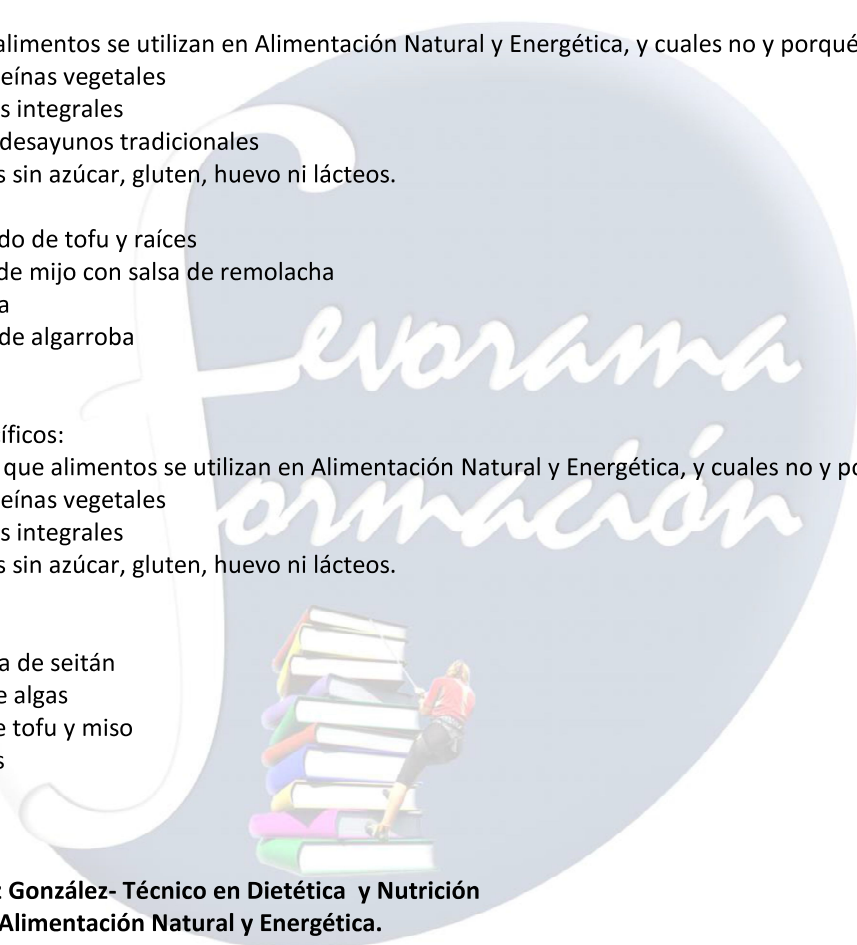 alimentos se utilizan en Alimentación Natural y Energética, y cuales no y porqué
eínas vegetales
s integrales
desayunos tradicionales
s sin azúcar, gluten, huevo ni lácteos.
do de tofu y raíces
de mijo con salsa de remolacha
a
de algarroba
evorama
íficos:
que alimentos se utilizan en Alimentación Natural y Energética, y cuales no y po
eínas vegetales
formación
s integrales
s sin azúcar, gluten, huevo ni lácteos.
a de seitán
e algas
e tofu y miso
s
z González- Técnico en Dietética y Nutrición
Alimentación Natural y Energética.